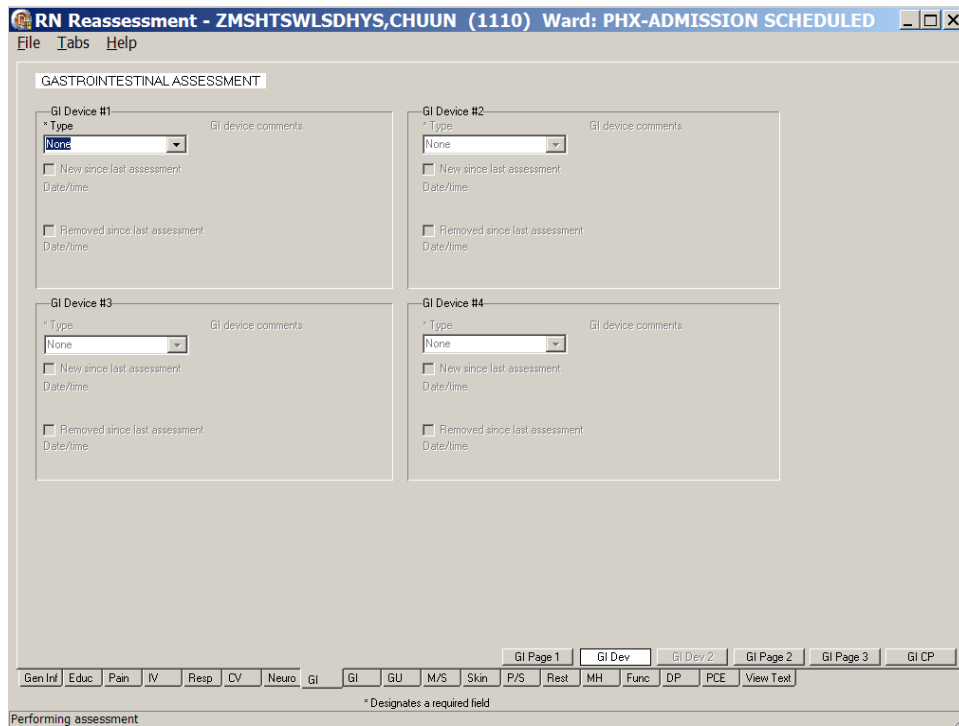 RN Reassessment - ZMSHTSWLSDHYS,CHUUN (1110) Ward: PHX-ADMISSION SCHEDULED
File Tabs Help
GASTROINTESTINAL ASSESSMENT
GI Device #1
* Type GI device comments
None
New since last assessment
Date/time
Removed since last assessment
Date/time
GI Device #2
* Type GI device comments
None
New since last assessment
Date/time
Removed since last assessment
Date/time
GI Device #3
* Type GI device comments
None
New since last assessment
Date/time
Removed since last assessment
Date/time
GI Device #4
* Type GI device comments
None
New since last assessment
Date/time
Removed since last assessment
Date/time
GI Page 1 GI Dev GI Dev 2 GI Page 2 GI Page 3 GI CP
Gen Inf Educ Pain IV Resp CV Neuro GI GI GU M/S Skin P/S Rest MH Func DP PCE View Text
* Designates a required field
Performing assessment